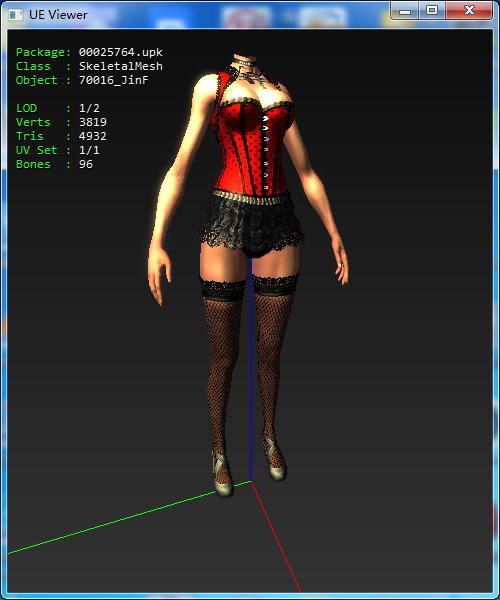 UE Viewer
Package: 00025764.upk
Class : SkeletalMesh
Object : 70016_JinF
LOD : 1/2
Verts : 3819
Tris : 4932
UV Set : 1/1
Bones : 96